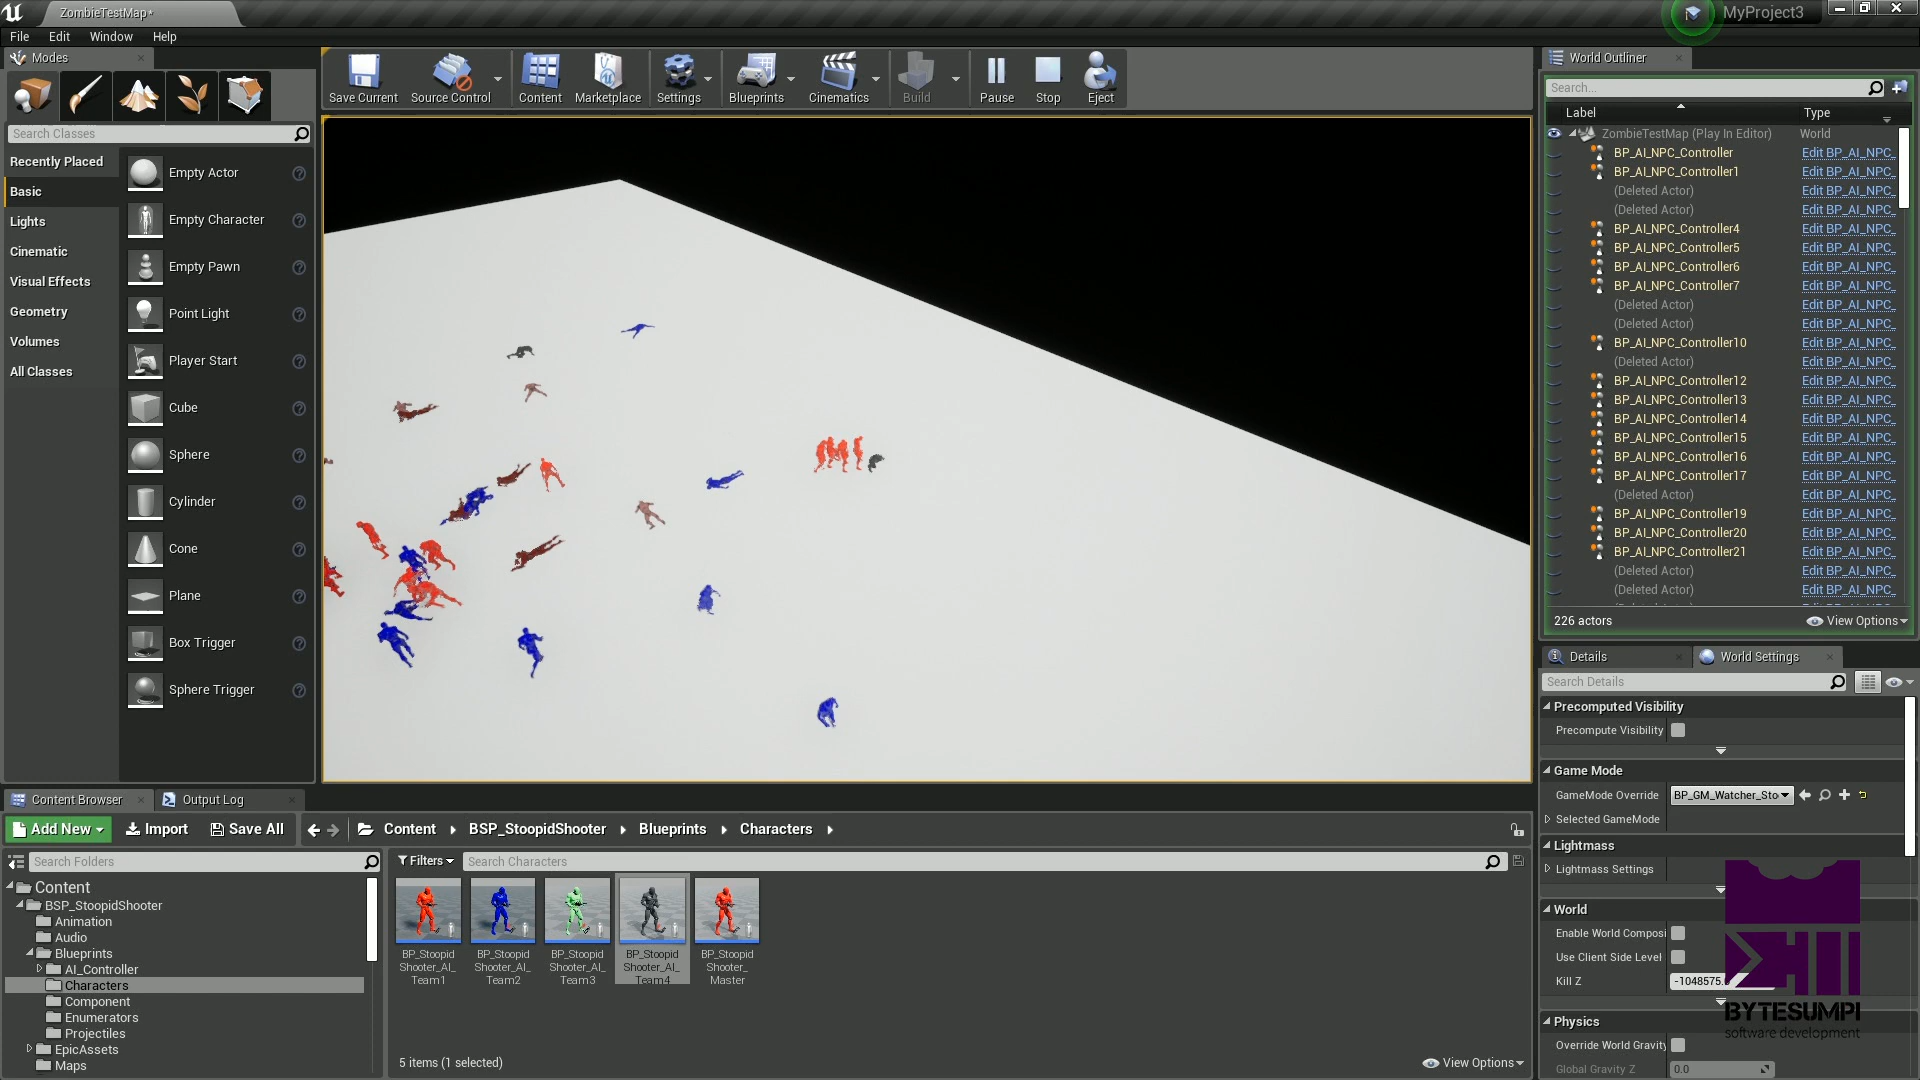 ZombieTestMap*
MyProject3
File Edit Window Help
Modes
Save Current
Source Control
Content
Marketplace
Settings
Blueprints
Cinematics
Build
Pause
Stop
Eject
Search Classes
Recently Placed
Basic
Lights
Cinematic
Visual Effects
Geometry
Volumes
All Classes
Empty Actor
Empty Character
Empty Pawn
Point Light
Player Start
Cube
Sphere
Cylinder
Cone
Plane
Box Trigger
Sphere Trigger
World Outliner
Search...
Label Type
ZombieTestMap (Play In Editor) World
BP_AI_NPC_Controller Edit BP_AI_NPC_
BP_AI_NPC_Controller1 Edit BP_AI_NPC_
(Deleted Actor) Edit BP_AI_NPC_
(Deleted Actor) Edit BP_AI_NPC_
BP_AI_NPC_Controller4 Edit BP_AI_NPC_
BP_AI_NPC_Controller5 Edit BP_AI_NPC_
BP_AI_NPC_Controller6 Edit BP_AI_NPC_
BP_AI_NPC_Controller7 Edit BP_AI_NPC_
(Deleted Actor) Edit BP_AI_NPC_
(Deleted Actor) Edit BP_AI_NPC_
BP_AI_NPC_Controller10 Edit BP_AI_NPC_
(Deleted Actor) Edit BP_AI_NPC_
BP_AI_NPC_Controller12 Edit BP_AI_NPC_
BP_AI_NPC_Controller13 Edit BP_AI_NPC_
BP_AI_NPC_Controller14 Edit BP_AI_NPC_
BP_AI_NPC_Controller15 Edit BP_AI_NPC_
BP_AI_NPC_Controller16 Edit BP_AI_NPC_
BP_AI_NPC_Controller17 Edit BP_AI_NPC_
(Deleted Actor) Edit BP_AI_NPC_
BP_AI_NPC_Controller19 Edit BP_AI_NPC_
BP_AI_NPC_Controller20 Edit BP_AI_NPC_
BP_AI_NPC_Controller21 Edit BP_AI_NPC_
(Deleted Actor) Edit BP_AI_NPC_
(Deleted Actor) Edit BP_AI_NPC_
226 actors View Options
Details World Settings
Search Details
Precomputed Visibility
Precompute Visibility
Game Mode
GameMode Override BP_GM_Watcher_Sto
Selected GameMode
Lightmass
Lightmass Settings
World
Enable World Composi
Use Client Side Level
Kill Z -1048575.
Physics
Override World Gravity
Global Gravity Z 0.0
BYTESUMPI
software development
Content Browser Output Log
Add New Import Save All Content BSP_StoopidShooter Blueprints Characters
Search Folders
Filters Search Characters
Content
BSP_StoopidShooter
Animation
Audio
Blueprints
AI_Controller
Characters
Component
Enumerators
Projectiles
EpicAssets
Maps
BP_Stoopid
Shooter_AI_
Team1
BP_Stoopid
Shooter_AI_
Team2
BP_Stoopid
Shooter_AI_
Team3
BP_Stoopid
Shooter_AI_
Team4
BP_Stoopid
Shooter_
Master
5 items (1 selected) View Options